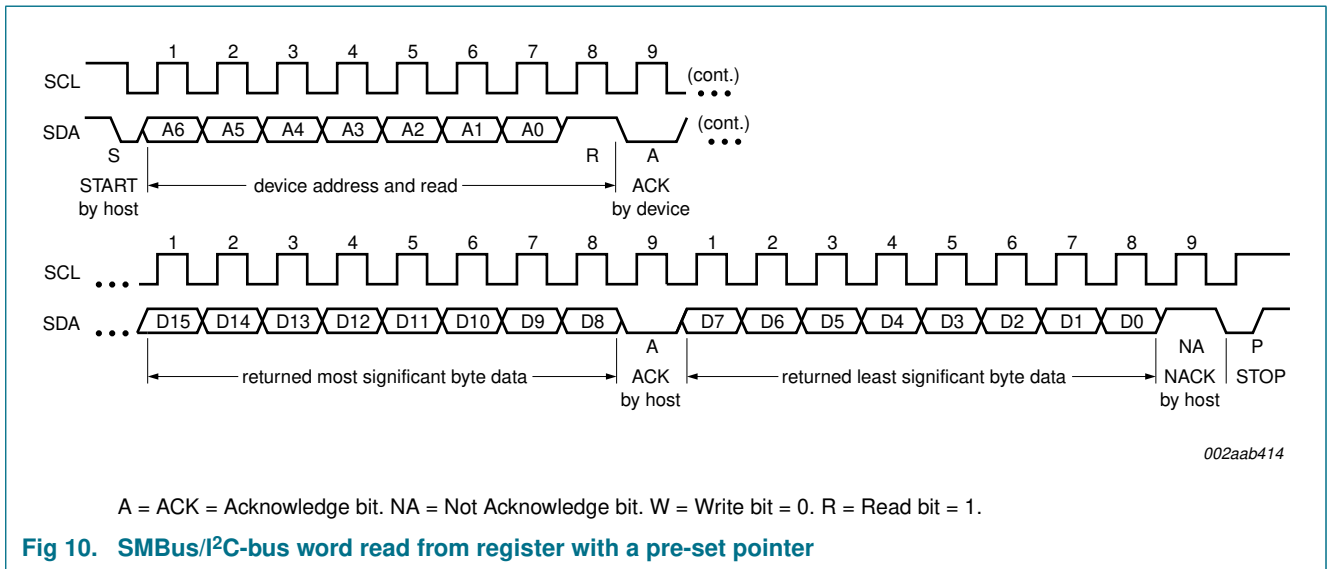 1 2 3 4 5 6 7 8 9
SCL (cont.)
SDA A6 A5 A4 A3 A2 A1 A0 (cont.)
S R A
START device address and read ACK
by host by device
1 2 3 4 5 6 7 8 9 1 2 3 4 5 6 7 8 9
SCL
SDA D15 D14 D13 D12 D11 D10 D9 D8 D7 D6 D5 D4 D3 D2 D1 D0
A NA P
returned most significant byte data ACK returned least significant byte data NACK STOP
by host by host
002aab414
A = ACK = Acknowledge bit. NA = Not Acknowledge bit. W = Write bit = 0. R = Read bit = 1.
Fig 10. SMBus/I²C-bus word read from register with a pre-set pointer